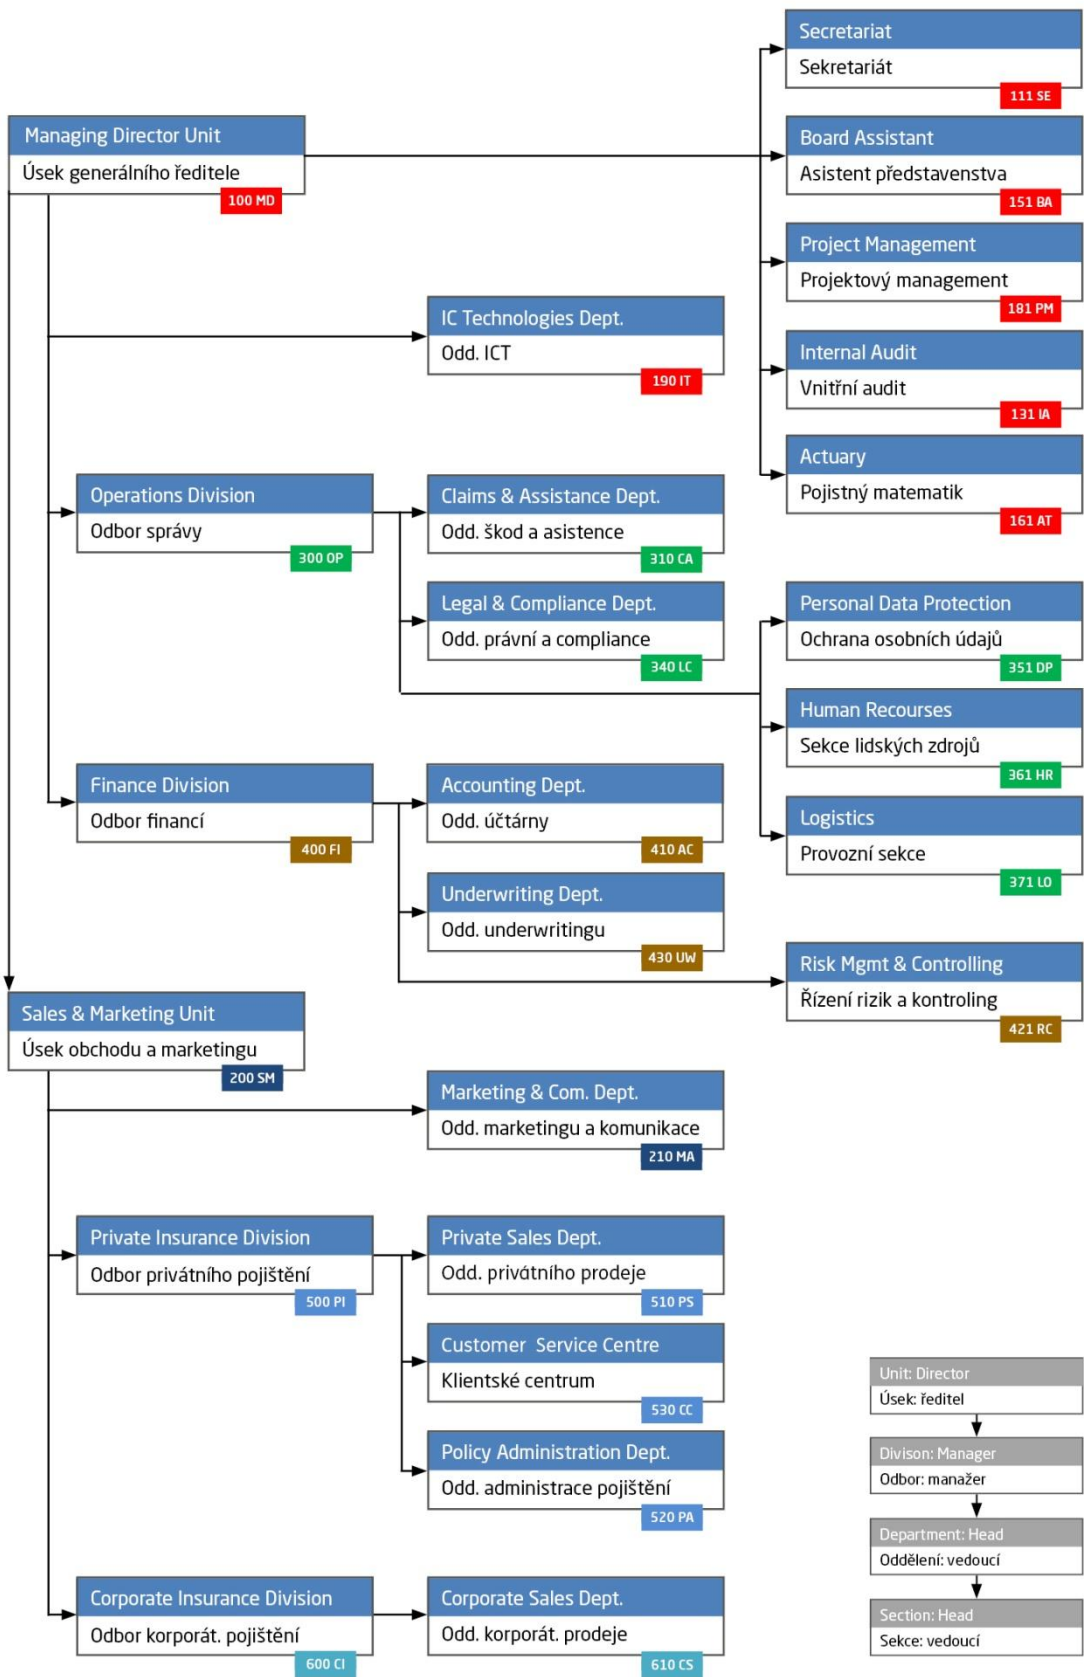 Secretariat
Sekretariát
111 SE
Managing Director Unit
Úsek generálního ředitele
100 MD
Board Assistant
Asistent představenstva
151 BA
Project Management
Projektový management
181 PM
IC Technologies Dept.
Odd. ICT
190 IT
Internal Audit
Vnitřní audit
131 IA
Actuary
Pojistný matematik
161 AT
Operations Division
Odbor správy
300 OP
Claims & Assistance Dept.
Odd. škod a asistence
310 CA
Legal & Compliance Dept.
Odd. právní a compliance
340 LC
Personal Data Protection
Ochrana osobních údajů
351 DP
Human Recourses
Sekce lidských zdrojů
361 HR
Logistics
Provozní sekce
371 LO
Finance Division
Odbor financí
400 FI
Accounting Dept.
Odd. účtárny
410 AC
Underwriting Dept.
Odd. underwritingu
430 UW
Risk Mgmt & Controlling
Řízení rizik a kontroling
421 RC
Sales & Marketing Unit
Úsek obchodu a marketingu
200 SM
Marketing & Com. Dept.
Odd. marketingu a komunikace
210 MA
Private Insurance Division
Odbor privátního pojištění
500 PI
Private Sales Dept.
Odd. privátního prodeje
510 PS
Customer Service Centre
Klientské centrum
530 CC
Policy Administration Dept.
Odd. administrace pojištění
520 PA
Corporate Insurance Division
Odbor korporát. pojištění
600 CI
Corporate Sales Dept.
Odd. korporát. prodeje
610 CS
Unit: Director
Úsek: ředitel
Divison: Manager
Odbor: manažer
Department: Head
Oddělení: vedoucí
Section: Head
Sekce: vedoucí